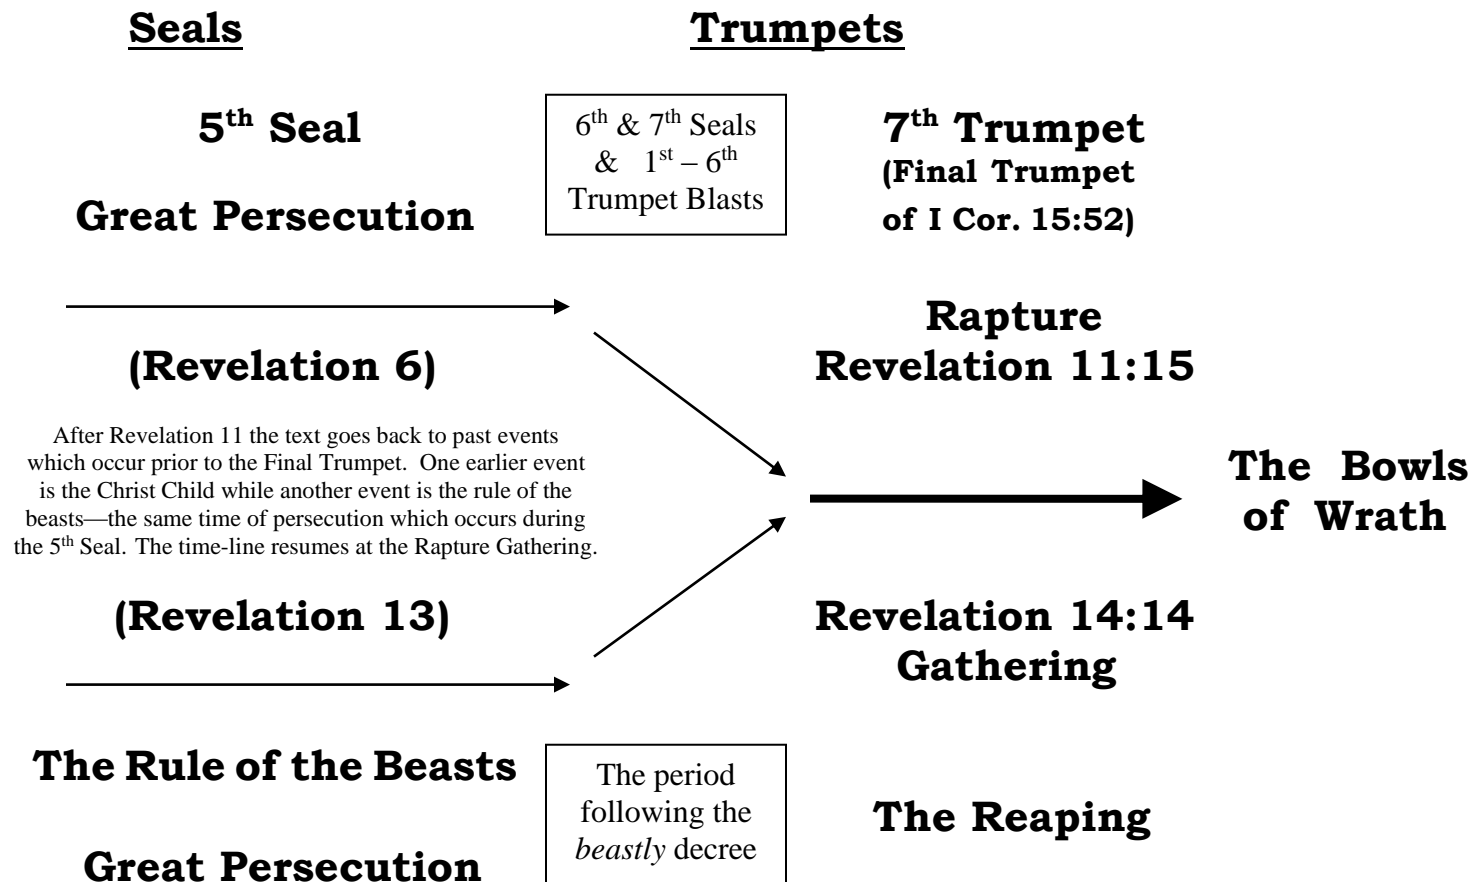 Seals
Trumpets
5th Seal
Great Persecution
6th & 7th Seals
& 1st – 6th
Trumpet Blasts
7th Trumpet
(Final Trumpet
of I Cor. 15:52)
Rapture
Revelation 11:15
(Revelation 6)
After Revelation 11 the text goes back to past events
which occur prior to the Final Trumpet. One earlier event
is the Christ Child while another event is the rule of the
beasts—the same time of persecution which occurs during
the 5th Seal. The time-line resumes at the Rapture Gathering.
The Bowls
of Wrath
(Revelation 13)
Revelation 14:14
Gathering
The Rule of the Beasts
Great Persecution
The period
following the
beastly decree
The Reaping